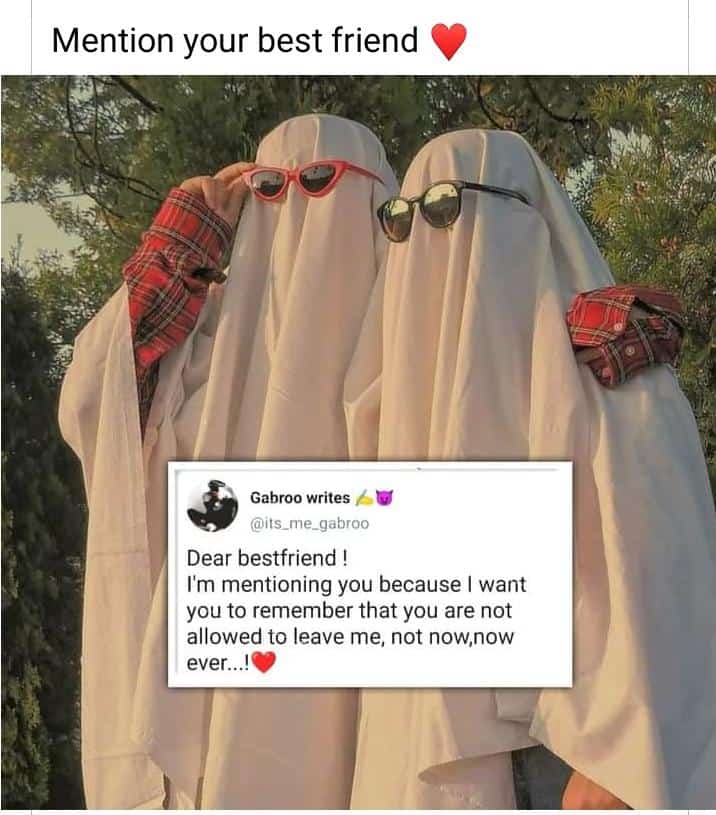 Mention your best friend ❤️
Gabroo writes ✍️😈
@its_me_gabroo
Dear bestfriend !
I'm mentioning you because I want
you to remember that you are not
allowed to leave me, not now,now
ever...!❤️